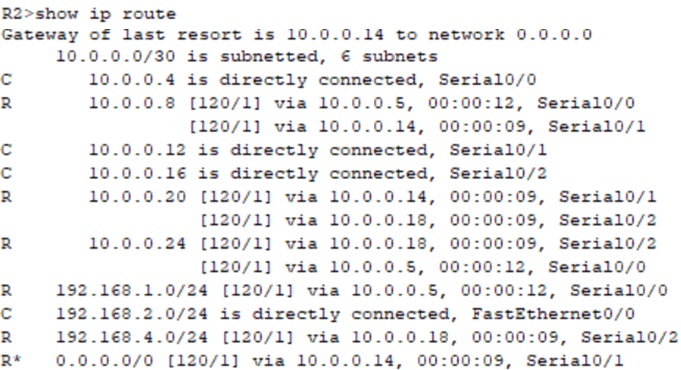 R2>show ip route
Gateway of last resort is 10.0.0.14 to network 0.0.0.0
10.0.0.0/30 is subnetted, 6 subnets
C 10.0.0.4 is directly connected, Serial0/0
R 10.0.0.8 [120/1] via 10.0.0.5, 00:00:12, Serial0/0
[120/1] via 10.0.0.14, 00:00:09, Serial0/1
C 10.0.0.12 is directly connected, Serial0/1
C 10.0.0.16 is directly connected, Serial0/2
R 10.0.0.20 [120/1] via 10.0.0.14, 00:00:09, Serial0/1
[120/1] via 10.0.0.18, 00:00:09, Serial0/2
R 10.0.0.24 [120/1] via 10.0.0.18, 00:00:09, Serial0/2
[120/1] via 10.0.0.5, 00:00:12, Serial0/0
R 192.168.1.0/24 [120/1] via 10.0.0.5, 00:00:12, Serial0/0
C 192.168.2.0/24 is directly connected, FastEthernet0/0
R 192.168.4.0/24 [120/1] via 10.0.0.18, 00:00:09, Serial0/2
R* 0.0.0.0/0 [120/1] via 10.0.0.14, 00:00:09, Serial0/1